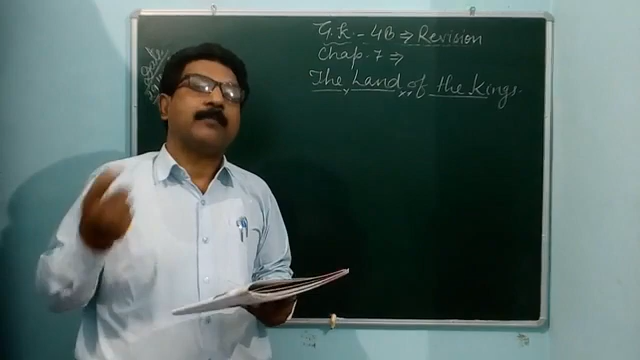 G.K. - 4B ⇒ Revision
Chap. 7 ⇒
The Land of the Kings.